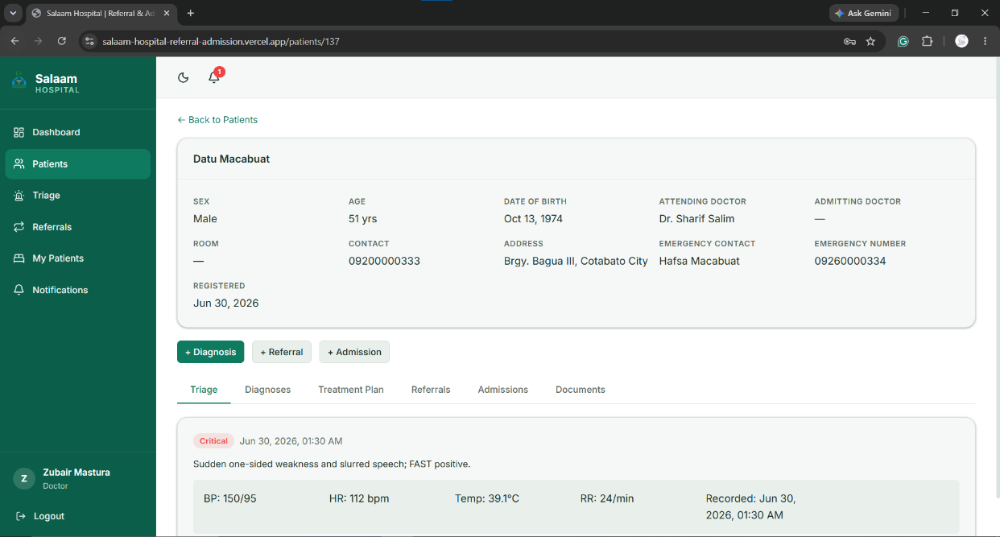 Salaam Hospital | Referral & Ad
Ask Gemini
salaam-hospital-referral-admission.vercel.app/patients/137
Salaam
HOSPITAL
1
Dashboard
Patients
Triage
Referrals
My Patients
Notifications
Z
Zubair Mastura
Doctor
Logout
← Back to Patients
Datu Macabuat
SEX AGE DATE OF BIRTH ATTENDING DOCTOR ADMITTING DOCTOR
Male 51 yrs Oct 13, 1974 Dr. Sharif Salim —
ROOM CONTACT ADDRESS EMERGENCY CONTACT EMERGENCY NUMBER
— 09200000333 Brgy. Bagua III, Cotabato City Hafsa Macabuat 09260000334
REGISTERED
Jun 30, 2026
+ Diagnosis + Referral + Admission
Triage Diagnoses Treatment Plan Referrals Admissions Documents
Critical Jun 30, 2026, 01:30 AM
Sudden one-sided weakness and slurred speech; FAST positive.
BP: 150/95 HR: 112 bpm Temp: 39.1°C RR: 24/min Recorded: Jun 30,
2026, 01:30 AM